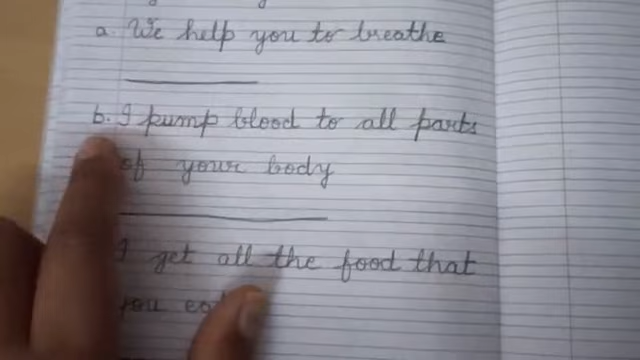 a. We help you to breathe
b. I pump blood to all parts
of your body
I get all the food that
you eat